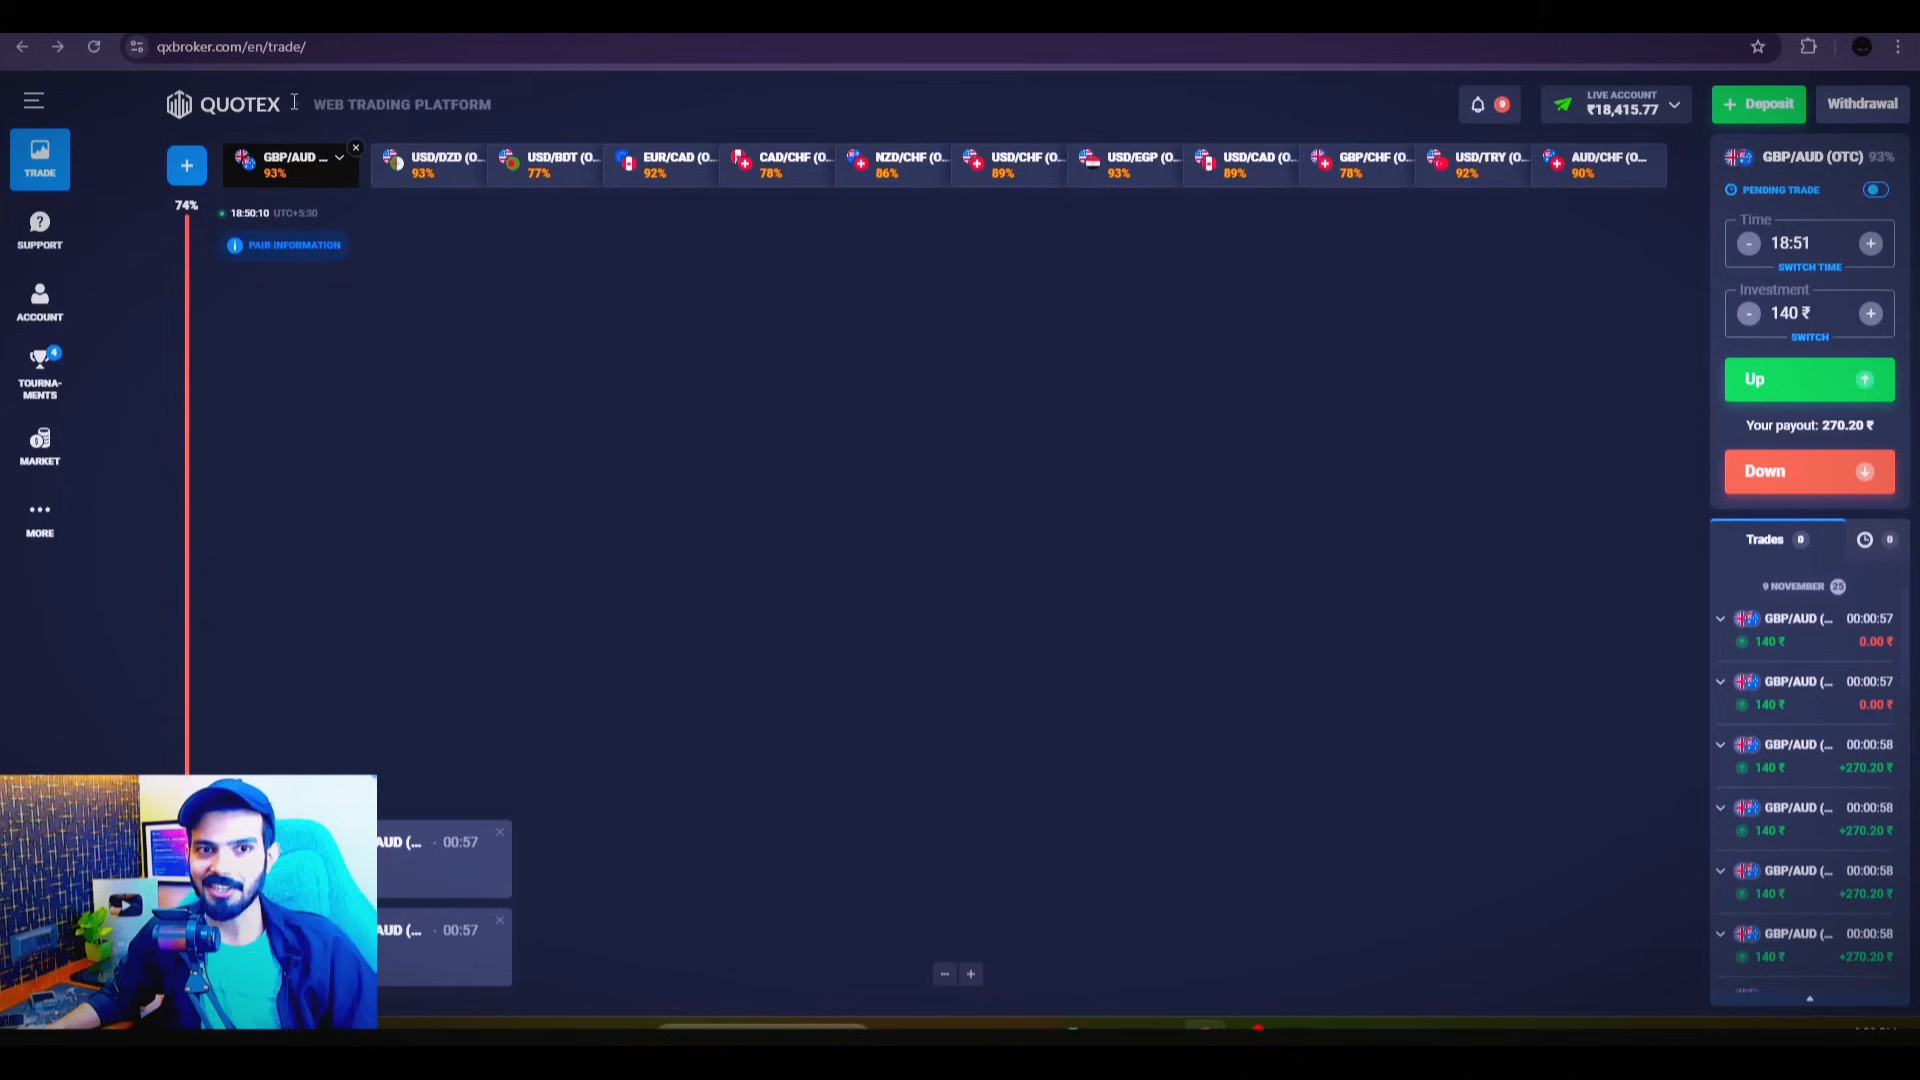 qxbroker.com/en/trade/
QUOTEX WEB TRADING PLATFORM
9
LIVE ACCOUNT
₹18,415.77
+ Deposit
Withdrawal
TRADE
SUPPORT
ACCOUNT
4
TOURNA-
MENTS
MARKET
MORE
+
GBP/AUD ...
93%
USD/DZD (O...
93%
USD/BDT (O...
77%
EUR/CAD (O...
92%
CAD/CHF (O...
78%
NZD/CHF (O...
86%
USD/CHF (O...
89%
USD/EGP (O...
93%
USD/CAD (O...
89%
GBP/CHF (O...
78%
USD/TRY (O...
92%
AUD/CHF (O...
90%
74%
18:50:10 UTC+5:30
PAIR INFORMATION
AUD (... · 00:57
AUD (... · 00:57
− +
GBP/AUD (OTC) 93%
PENDING TRADE
Time
- 18:51 +
SWITCH TIME
Investment
- 140 ₹ +
SWITCH
Up
Your payout: 270.20 ₹
Down
Trades 0
0
9 NOVEMBER 25
GBP/AUD (... 00:00:57
140 ₹ 0.00 ₹
GBP/AUD (... 00:00:57
140 ₹ 0.00 ₹
GBP/AUD (... 00:00:58
140 ₹ +270.20 ₹
GBP/AUD (... 00:00:58
140 ₹ +270.20 ₹
GBP/AUD (... 00:00:58
140 ₹ +270.20 ₹
GBP/AUD (... 00:00:58
140 ₹ +270.20 ₹